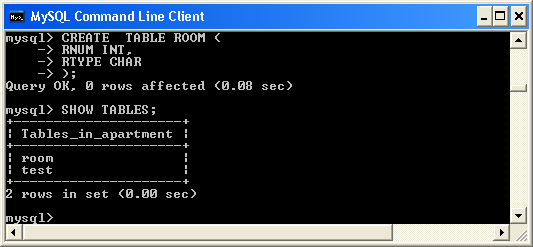 MySQL Command Line Client
mysql> CREATE  TABLE ROOM (
    -> RNUM INT,
    -> RTYPE CHAR
    -> );
Query OK, 0 rows affected (0.08 sec)
mysql> SHOW TABLES;
+----------------------+
| Tables_in_apartment |
+----------------------+
| room                 |
| test                 |
+----------------------+
2 rows in set (0.00 sec)
mysql>